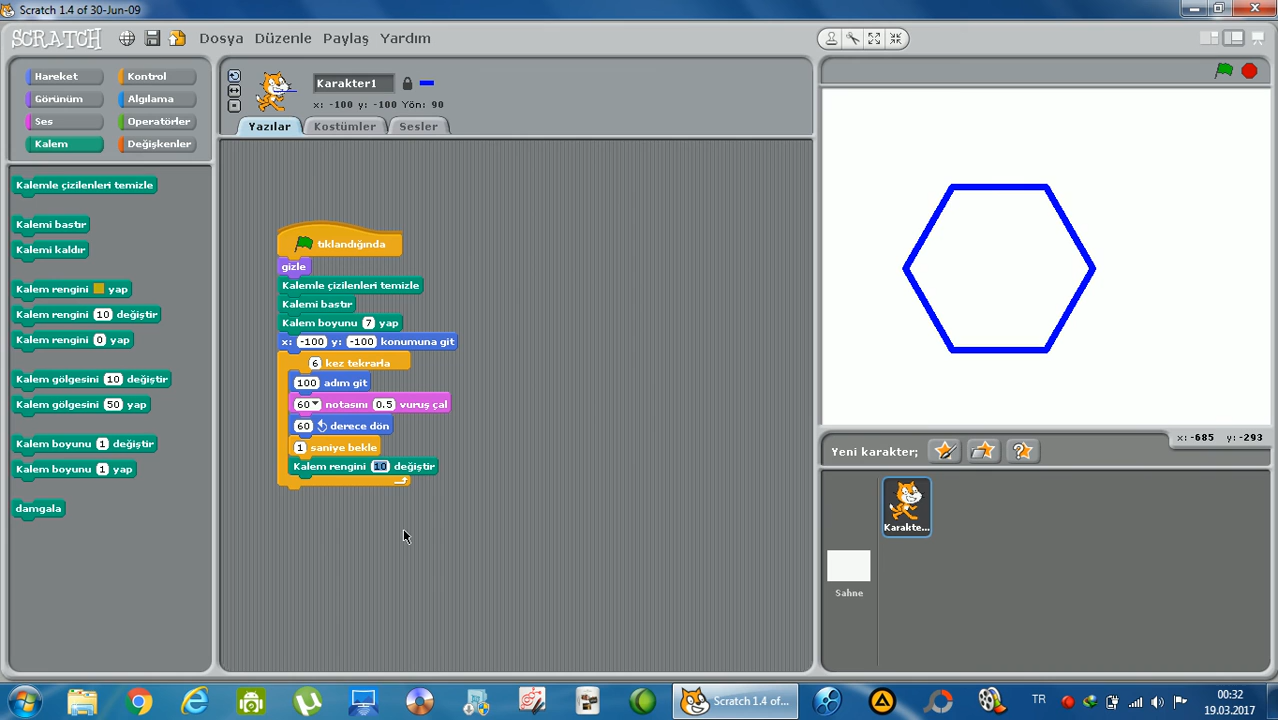 Scratch 1.4 of 30-Jun-09
SCRATCH Dosya Düzenle Paylaş Yardım
Hareket Kontrol
Görünüm Algılama
Ses Operatörler
Kalem Değişkenler
Kalemle çizilenleri temizle
Kalemi bastır
Kalemi kaldır
Kalem rengini yap
Kalem rengini 10 değiştir
Kalem rengini 0 yap
Kalem gölgesini 10 değiştir
Kalem gölgesini 50 yap
Kalem boyunu 1 değiştir
Kalem boyunu 1 yap
damgala
Karakter1
x: -100 y: -100 Yön: 90
Yazılar Kostümler Sesler
tıklandığında
gizle
Kalemle çizilenleri temizle
Kalemi bastır
Kalem boyunu 7 yap
x: -100 y: -100 konumuna git
6 kez tekrarla
100 adım git
60 notasını 0.5 vuruş çal
60 derece dön
1 saniye bekle
Kalem rengini 10 değiştir
x: -685 y: -293
Yeni karakter;
Karakte...
Sahne
Scratch 1.4 of...
TR
00:32
19.03.2017